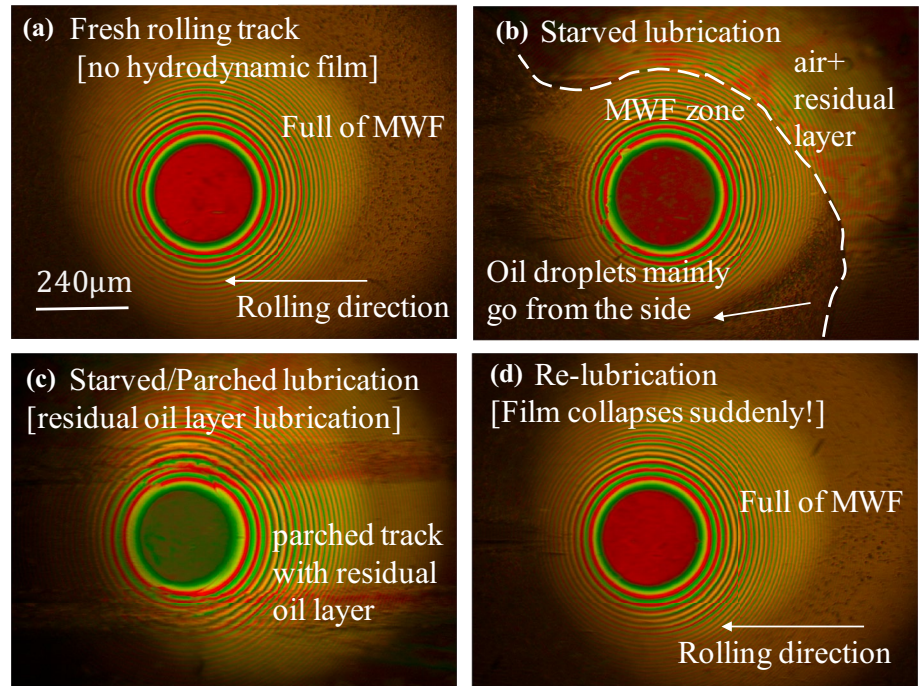 (a) Fresh rolling track
[no hydrodynamic film]
Full of MWF
240μm
Rolling direction
(b) Starved lubrication
air+
residual
layer
MWF zone
Oil droplets mainly
go from the side
(c) Starved/Parched lubrication
[residual oil layer lubrication]
parched track
with residual
oil layer
(d) Re-lubrication
[Film collapses suddenly!]
Full of MWF
Rolling direction